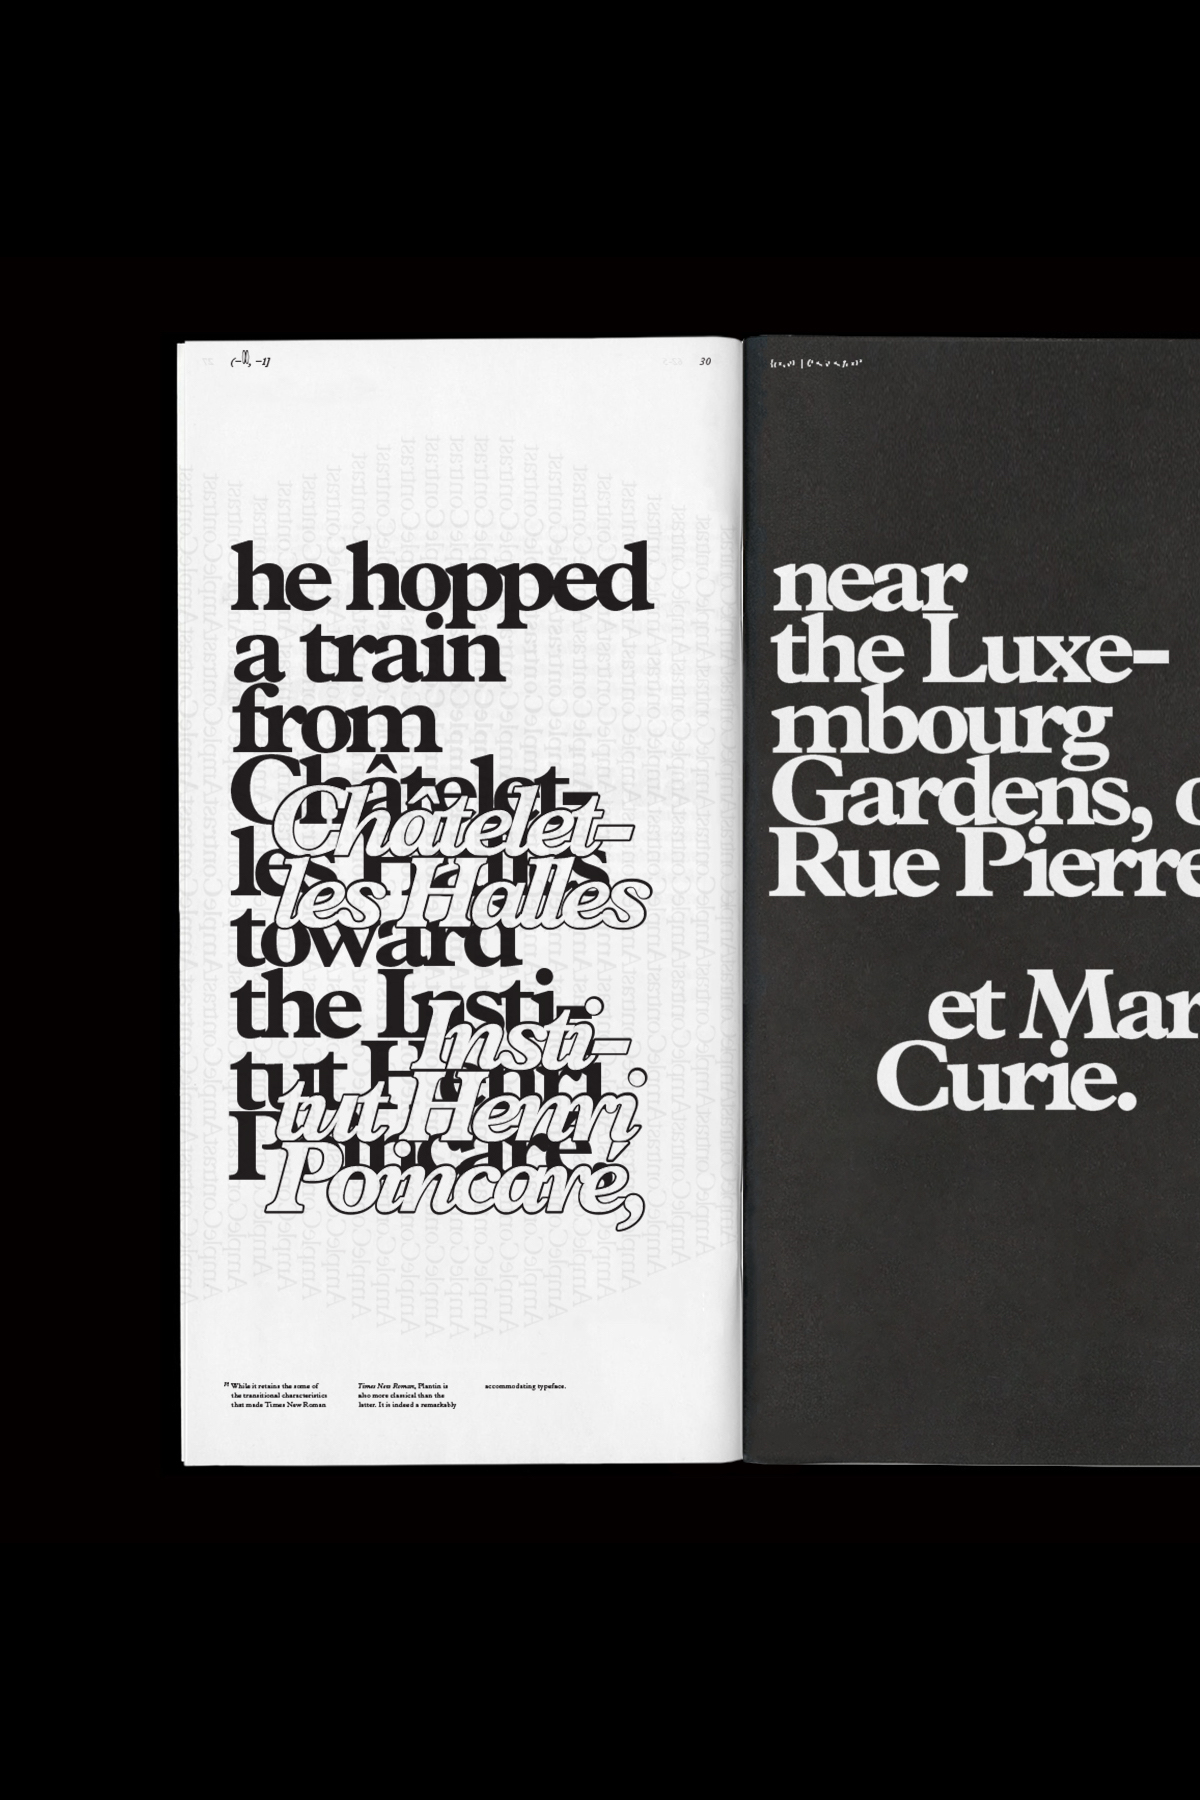 30
he hopped
a train
from
Châtelet-
les Halles
toward
the Insti-
tut Henri
Poincaré,
Châtelet-
les Halles
Insti-
tut Henri
Poincaré,
While it retains the some of
the transitional characteristics
that made Times New Roman
Times New Roman, Plantin is
also more classical than the
letter. It is indeed a remarkably
accommodating typeface.
near
the Luxe-
mbourg
Gardens,
Rue Pierre
et Mar
Curie.
AmpleContrast